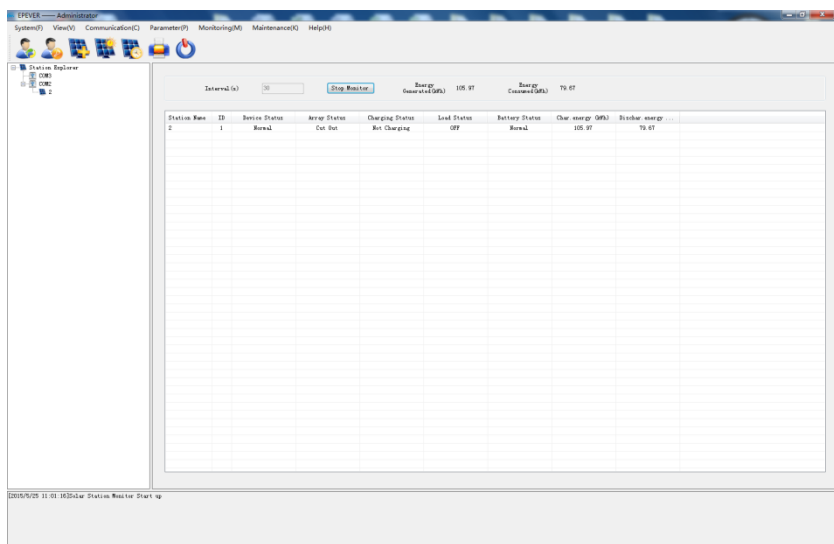 EPEVER —— Administrator
System(F) View(V) Communication(C) Parameter(P) Monitoring(M) Maintenance(K) Help(H)
Station Explorer
COM3
COM2
2
Interval(s) 30 Stop Monitor Energy Generated(kWh) 105.97 Energy Consumed(kWh) 79.67
Station Name ID Device Status Array Status Charging Status Load Status Battery Status Char.energy (kWh) Dischar.energy ...
2 1 Normal Cut Out Not Charging OFF Normal 105.97 79.67
[2015/5/25 11:01:16]Solar Station Monitor Start up